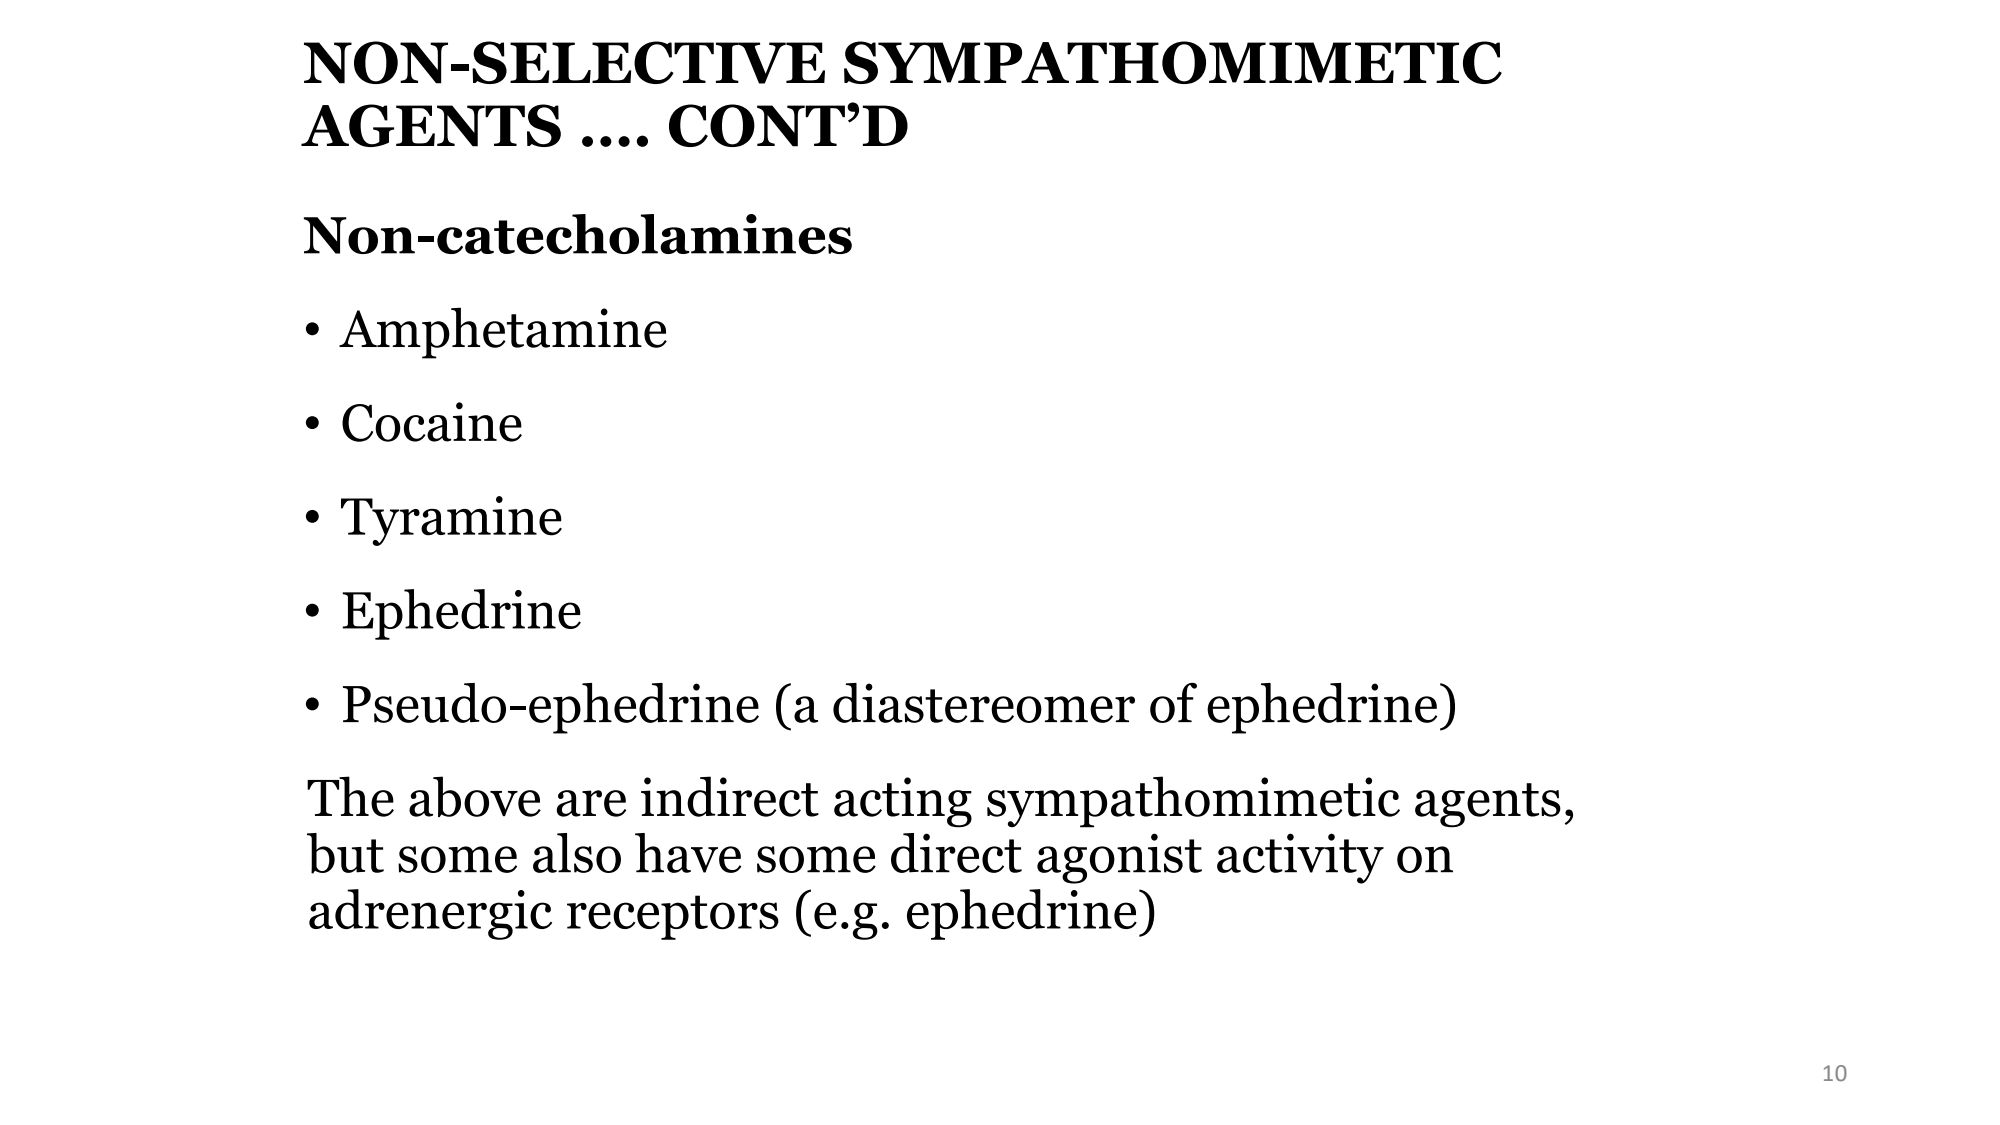 NON-SELECTIVE SYMPATHOMIMETIC
AGENTS .... CONT’D
Non-catecholamines
• Amphetamine
• Cocaine
• Tyramine
• Ephedrine
• Pseudo-ephedrine (a diastereomer of ephedrine)
The above are indirect acting sympathomimetic agents,
but some also have some direct agonist activity on
adrenergic receptors (e.g. ephedrine)
10